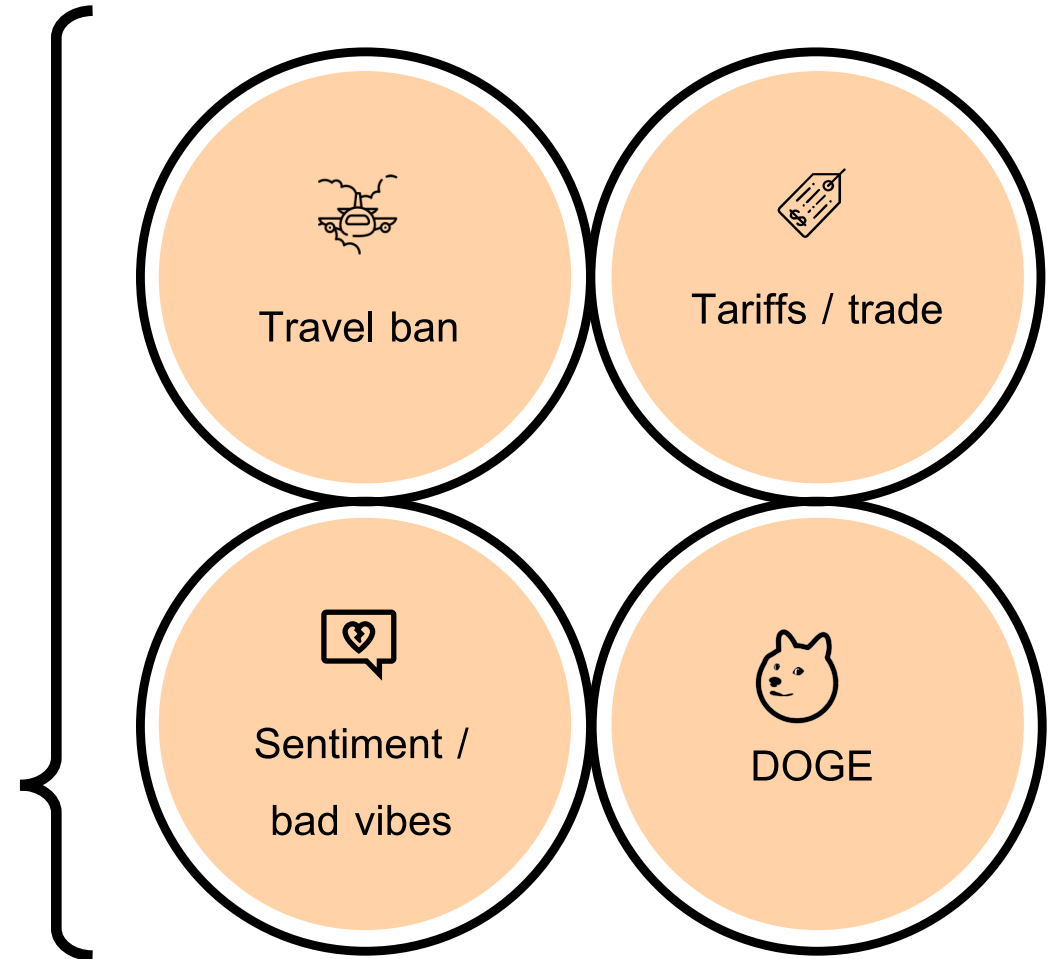 Travel ban
Tariffs / trade
Sentiment /
bad vibes
DOGE